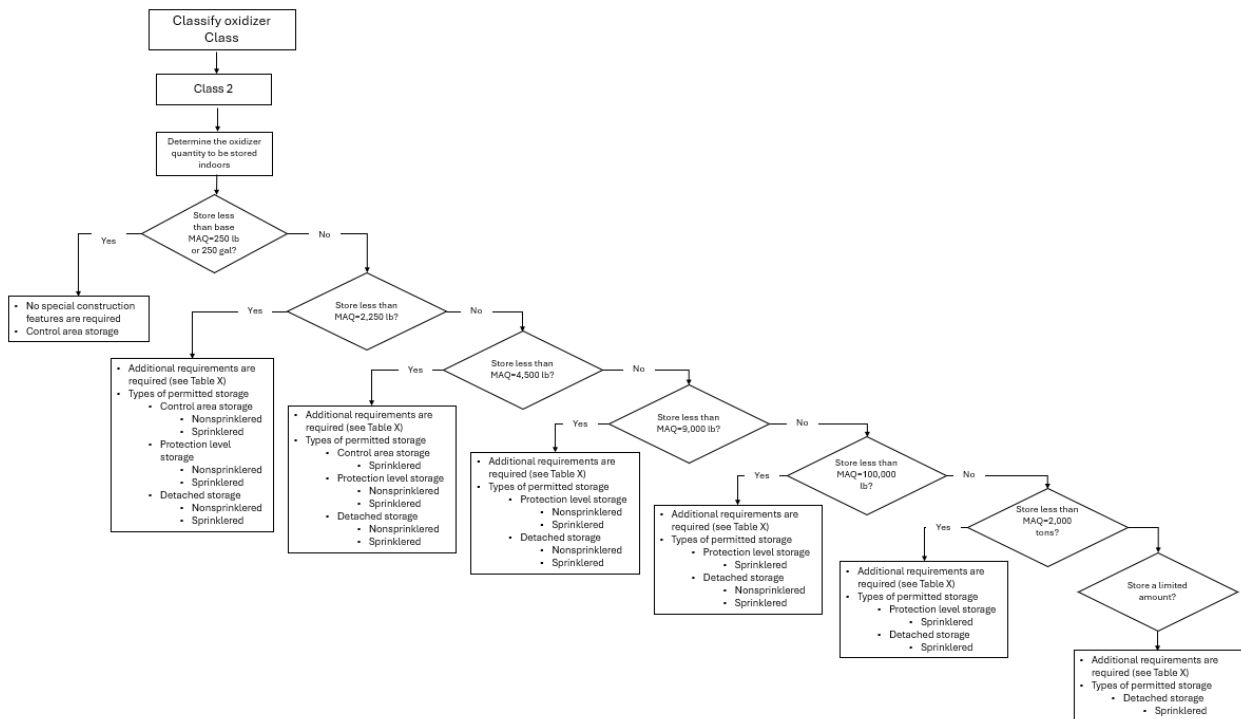 Classify oxidizer
Class
Class 2
Determine the oxidizer
quantity to be stored
indoors
Store less
than base
MAQ=250 lb
or 250 gal?
Yes
No
• No special construction
features are required
• Control area storage
Store less than
MAQ=2,250 lb?
Yes
No
• Additional requirements are
required (see Table X)
• Types of permitted storage
• Control area storage
• Nonsprinklered
• Sprinklered
• Protection level
storage
• Nonsprinklered
• Sprinklered
• Detached storage
• Nonsprinklered
• Sprinklered
Store less than
MAQ=4,500 lb?
Yes
No
• Additional requirements are
required (see Table X)
• Types of permitted storage
• Control area storage
• Sprinklered
• Protection level storage
• Nonsprinklered
• Sprinklered
• Detached storage
• Nonsprinklered
• Sprinklered
Store less than
MAQ=9,000 lb?
Yes
No
• Additional requirements are
required (see Table X)
• Types of permitted storage
• Protection level storage
• Nonsprinklered
• Sprinklered
• Detached storage
• Nonsprinklered
• Sprinklered
Store less than
MAQ=100,000
lb?
Yes
No
• Additional requirements are
required (see Table X)
• Types of permitted storage
• Protection level storage
• Sprinklered
• Detached storage
• Nonsprinklered
• Sprinklered
Store less than
MAQ=2,000
tons?
Yes
• Additional requirements are
required (see Table X)
• Types of permitted storage
• Protection level storage
• Sprinklered
• Detached storage
• Sprinklered
Store a limited
amount?
• Additional requirements are
required (see Table X)
• Types of permitted storage
• Detached storage
• Sprinklered